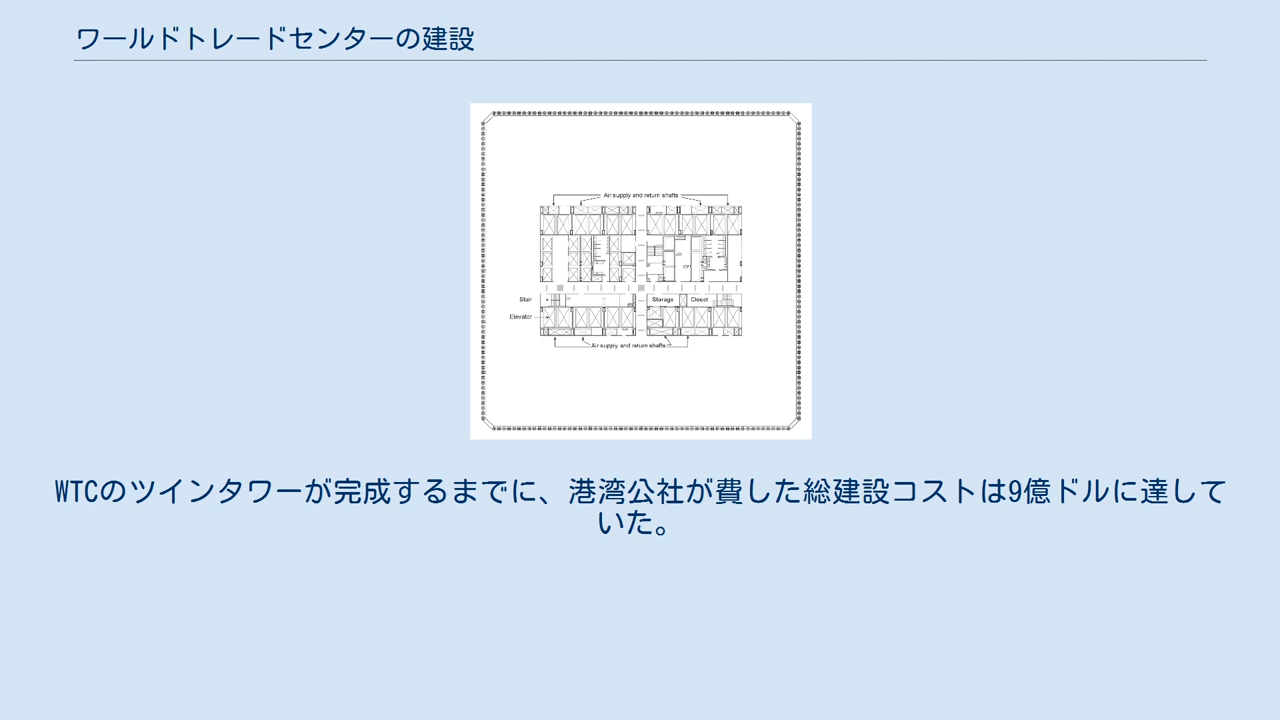 ワールドトレードセンターの建設
Air supply and return shafts
Stair
Storage
Closet
Elevator
Air supply and return shafts
WTCのツインタワーが完成するまでに、港湾公社が費した総建設コストは9億ドルに達して
いた。